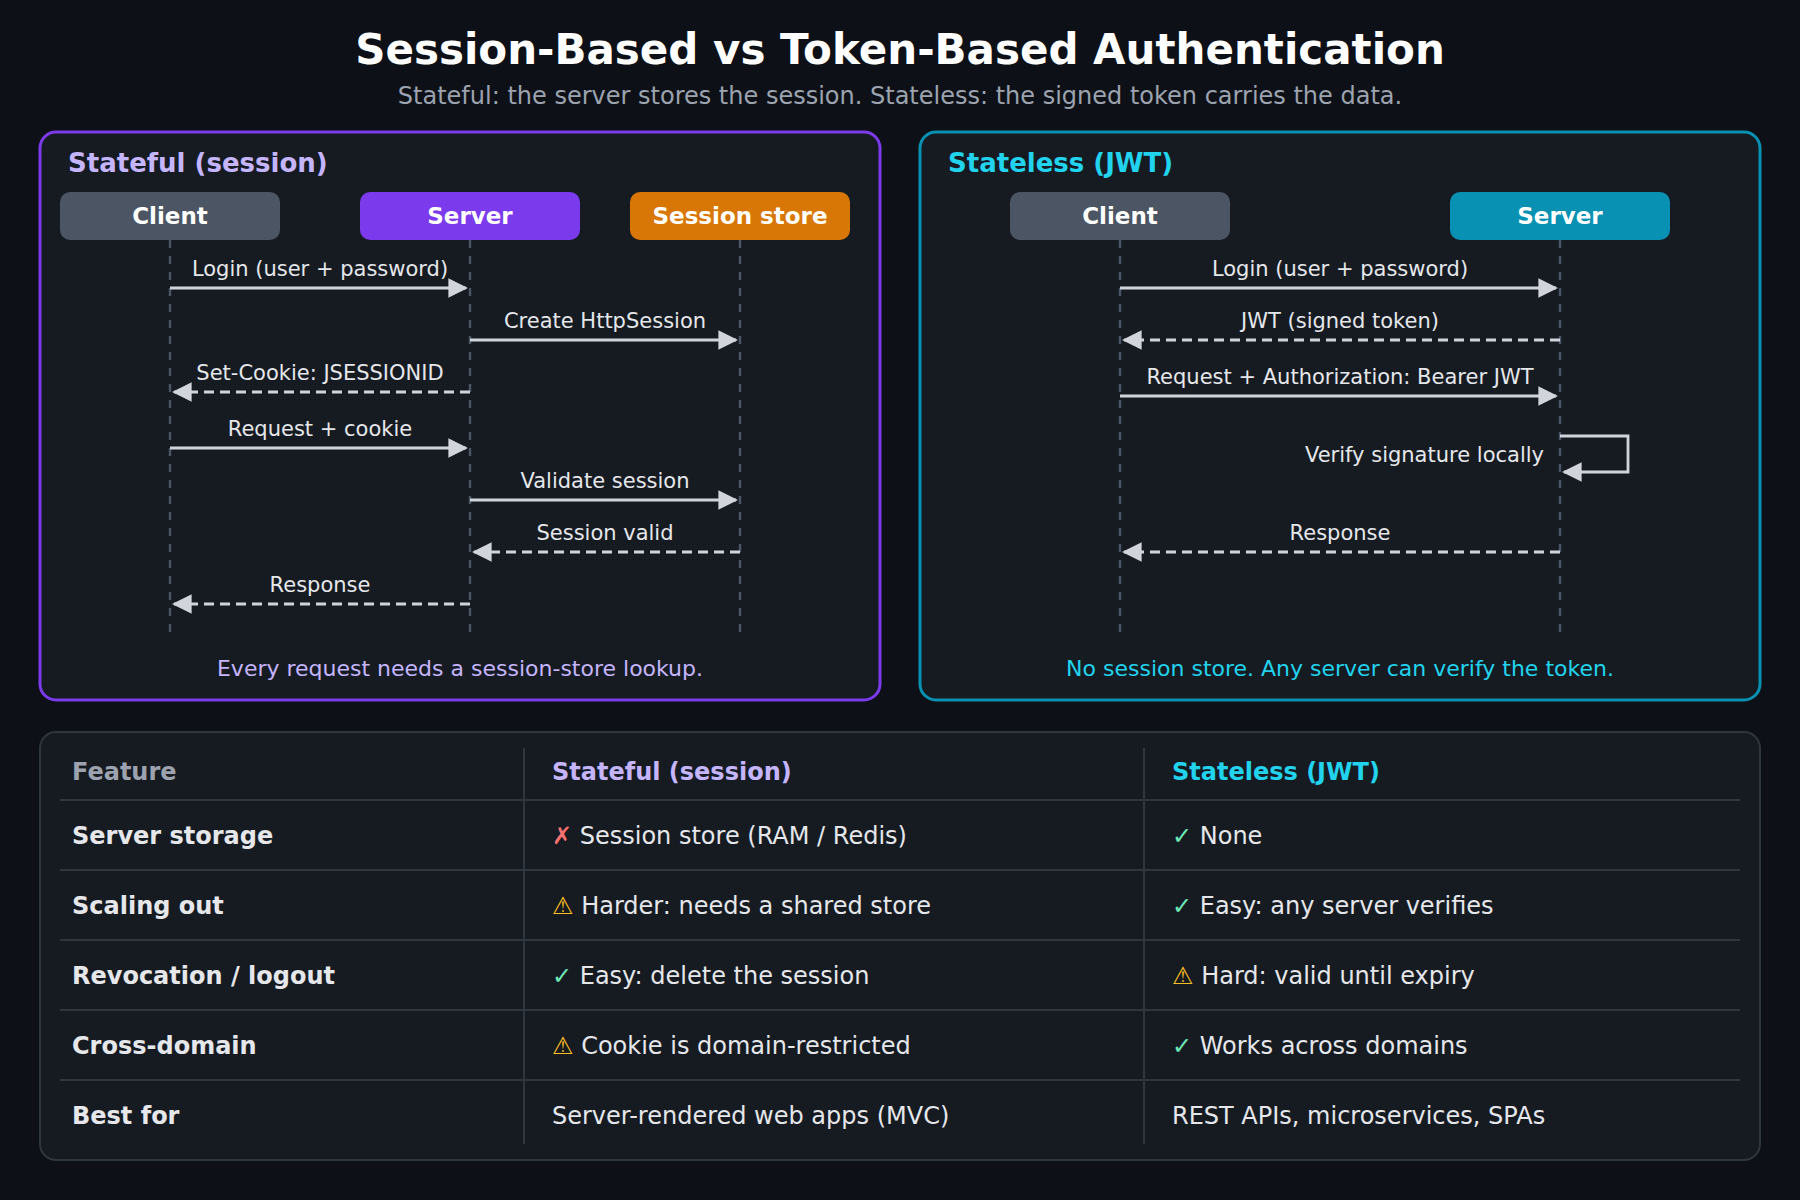 Session-Based vs Token-Based Authentication
Stateful: the server stores the session. Stateless: the signed token carries the data.
Stateful (session)
Client
Server
Session store
Login (user + password)
Create HttpSession
Set-Cookie: JSESSIONID
Request + cookie
Validate session
Session valid
Response
Every request needs a session-store lookup.
Stateless (JWT)
Client
Server
Login (user + password)
JWT (signed token)
Request + Authorization: Bearer JWT
Verify signature locally
Response
No session store. Any server can verify the token.
Feature
Stateful (session)
Stateless (JWT)
Server storage
✗ Session store (RAM / Redis)
✓ None
Scaling out
⚠ Harder: needs a shared store
✓ Easy: any server verifies
Revocation / logout
✓ Easy: delete the session
⚠ Hard: valid until expiry
Cross-domain
⚠ Cookie is domain-restricted
✓ Works across domains
Best for
Server-rendered web apps (MVC)
REST APIs, microservices, SPAs